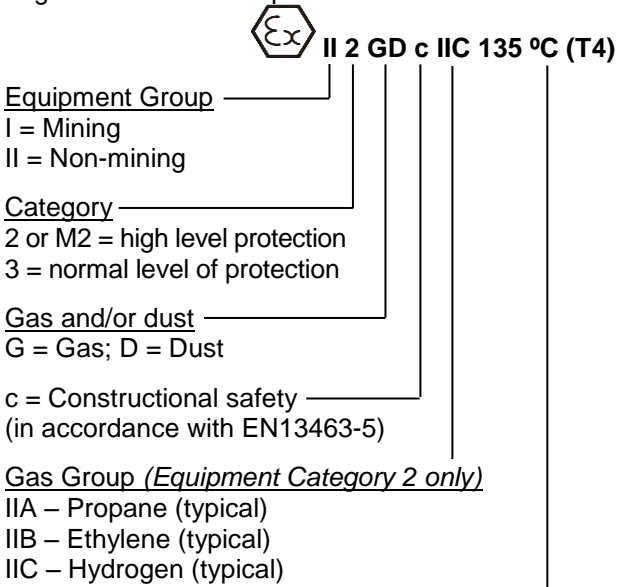 Ex II 2 GD c IIC 135 ºC (T4)
Equipment Group
I = Mining
II = Non-mining
Category
2 or M2 = high level protection
3 = normal level of protection
Gas and/or dust
G = Gas; D = Dust
c = Constructional safety
(in accordance with EN13463-5)
Gas Group (Equipment Category 2 only)
IIA – Propane (typical)
IIB – Ethylene (typical)
IIC – Hydrogen (typical)